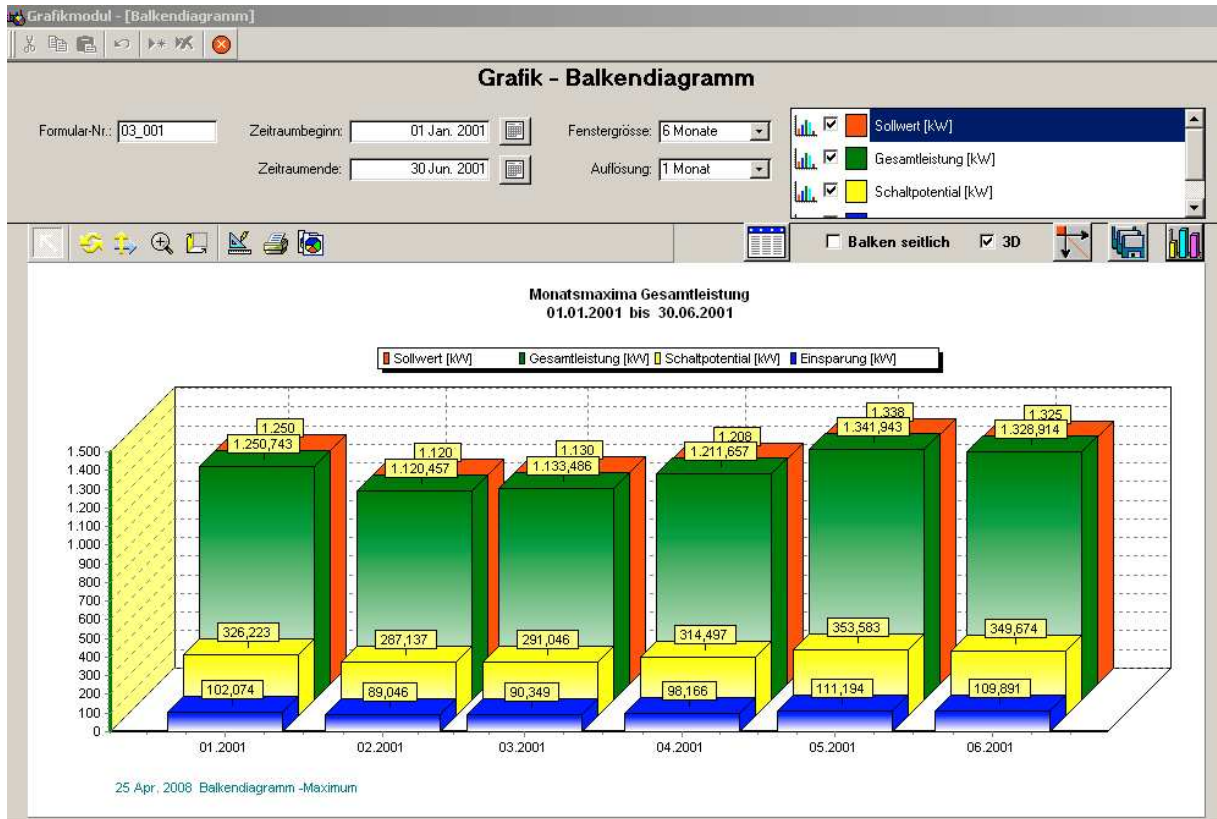 Grafikmodul - [Balkendiagramm]
Grafik - Balkendiagramm
Formular-Nr.: 03_001
Zeitraumbeginn: 01 Jan. 2001
Fenstergrösse: 6 Monate
Zeitraumende: 30 Jun. 2001
Auflösung: 1 Monat
Sollwert [kW]
Gesamtleistung [kW]
Schaltpotential [kW]
Balken seitlich
3D
Monatsmaxima Gesamtleistung
01.01.2001 bis 30.06.2001
Sollwert [kW] Gesamtleistung [kW] Schaltpotential [kW] Einsparung [kW]
1.250 1.120 1.130 1.208 1.338 1.325
1.250,743 1.120,457 1.133,486 1.211,657 1.341,943 1.328,914
1.500
1.400
1.300
1.200
1.100
1.000
900
800
700
600
500
400
300
200
100
0
326,223 287,137 291,046 314,497 353,583 349,674
102,074 89,046 90,349 98,166 111,194 109,891
01.2001 02.2001 03.2001 04.2001 05.2001 06.2001
25 Apr. 2008 Balkendiagramm -Maximum